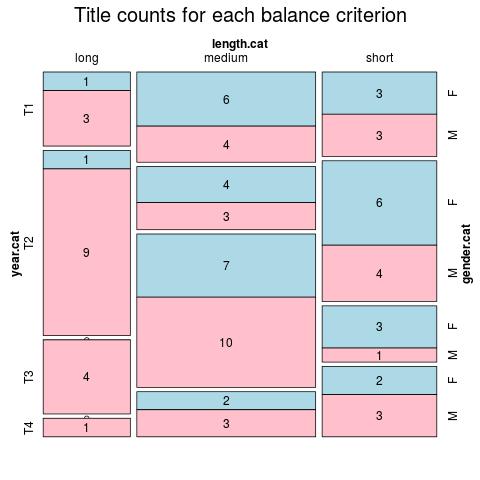 Title counts for each balance criterion
length.cat
long medium short
year.cat
T1
T2
T3
T4
1
3
1
9
4
1
6
4
4
3
7
10
2
3
3
3
6
4
3
1
2
3
F
M
F
M
F
M
F
M
gender.cat